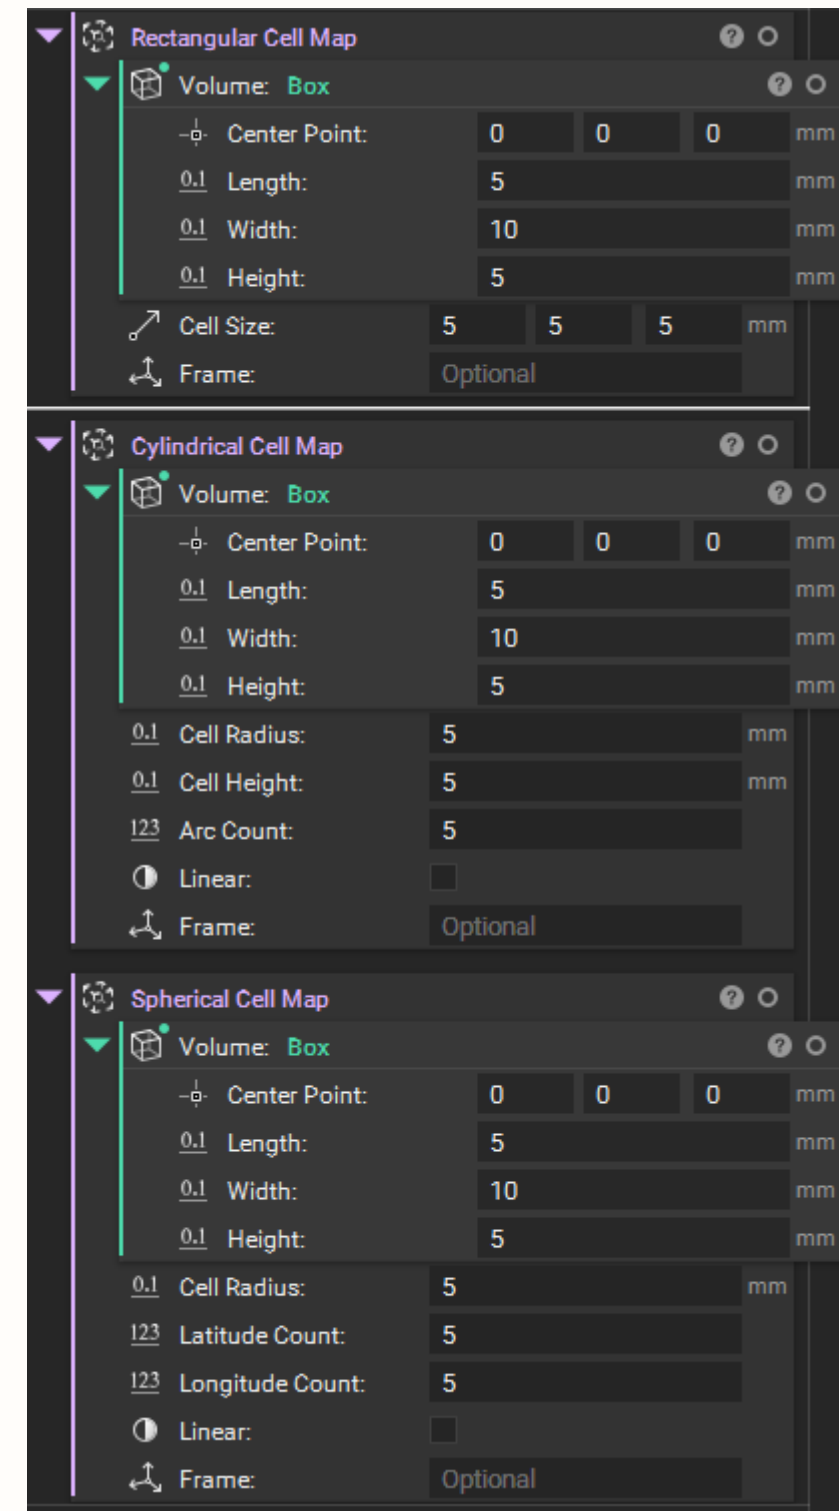 Rectangular Cell Map ?
Volume: Box ?
Center Point: 0 0 0 mm
0.1 Length: 5 mm
0.1 Width: 10 mm
0.1 Height: 5 mm
Cell Size: 5 5 5 mm
Frame: Optional
Cylindrical Cell Map ?
Volume: Box ?
Center Point: 0 0 0 mm
0.1 Length: 5 mm
0.1 Width: 10 mm
0.1 Height: 5 mm
0.1 Cell Radius: 5 mm
0.1 Cell Height: 5 mm
123 Arc Count: 5
Linear:
Frame: Optional
Spherical Cell Map ?
Volume: Box ?
Center Point: 0 0 0 mm
0.1 Length: 5 mm
0.1 Width: 10 mm
0.1 Height: 5 mm
0.1 Cell Radius: 5 mm
123 Latitude Count: 5
123 Longitude Count: 5
Linear:
Frame: Optional